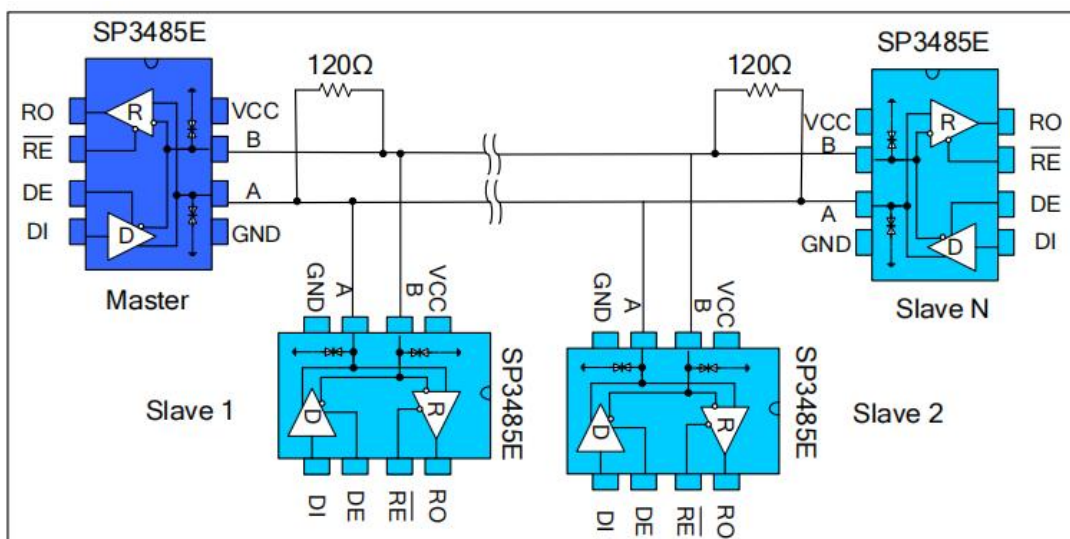 SP3485E
SP3485E
120Ω
120Ω
RO
R
VCC
RE
B
DE
A
DI
D
GND
Master
VCC
R
RO
B
RE
A
DE
GND
D
DI
Slave N
GND
A
B
VCC
D
R
SP3485E
Slave 1
DI
DE
RE
RO
GND
A
B
VCC
D
R
SP3485E
Slave 2
DI
DE
RE
RO